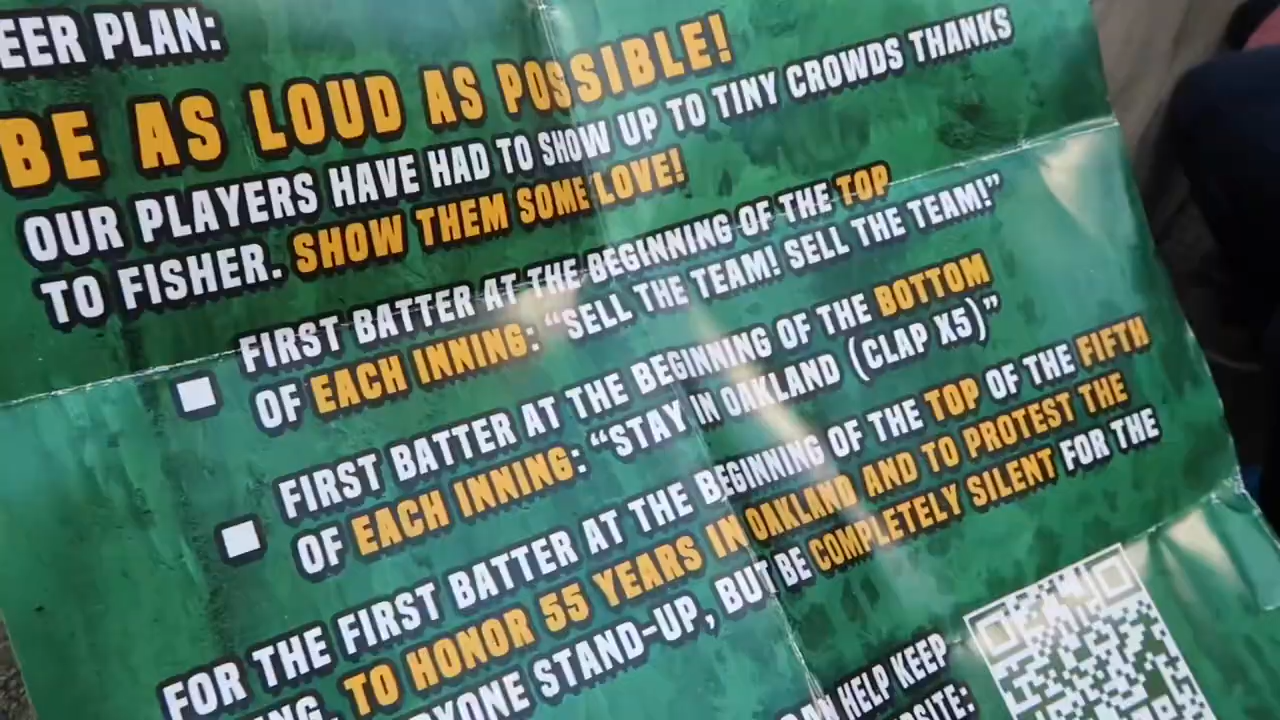 EER PLAN:
BE AS LOUD AS POSSIBLE!
OUR PLAYERS HAVE HAD TO SHOW UP TO TINY CROWDS THANKS
TO FISHER. SHOW THEM SOME LOVE!
FIRST BATTER AT THE BEGINNING OF THE TOP
OF EACH INNING: “SELL THE TEAM! SELL THE TEAM!”
FIRST BATTER AT THE BEGINNING OF THE BOTTOM
OF EACH INNING: “STAY IN OAKLAND (CLAP X5)”
FOR THE FIRST BATTER AT THE BEGINNING OF THE TOP OF THE FIFTH
NG, TO HONOR 55 YEARS IN OAKLAND AND TO PROTEST THE
RYONE STAND-UP, BUT BE COMPLETELY SILENT FOR THE
AN HELP KEEP
BSITE: